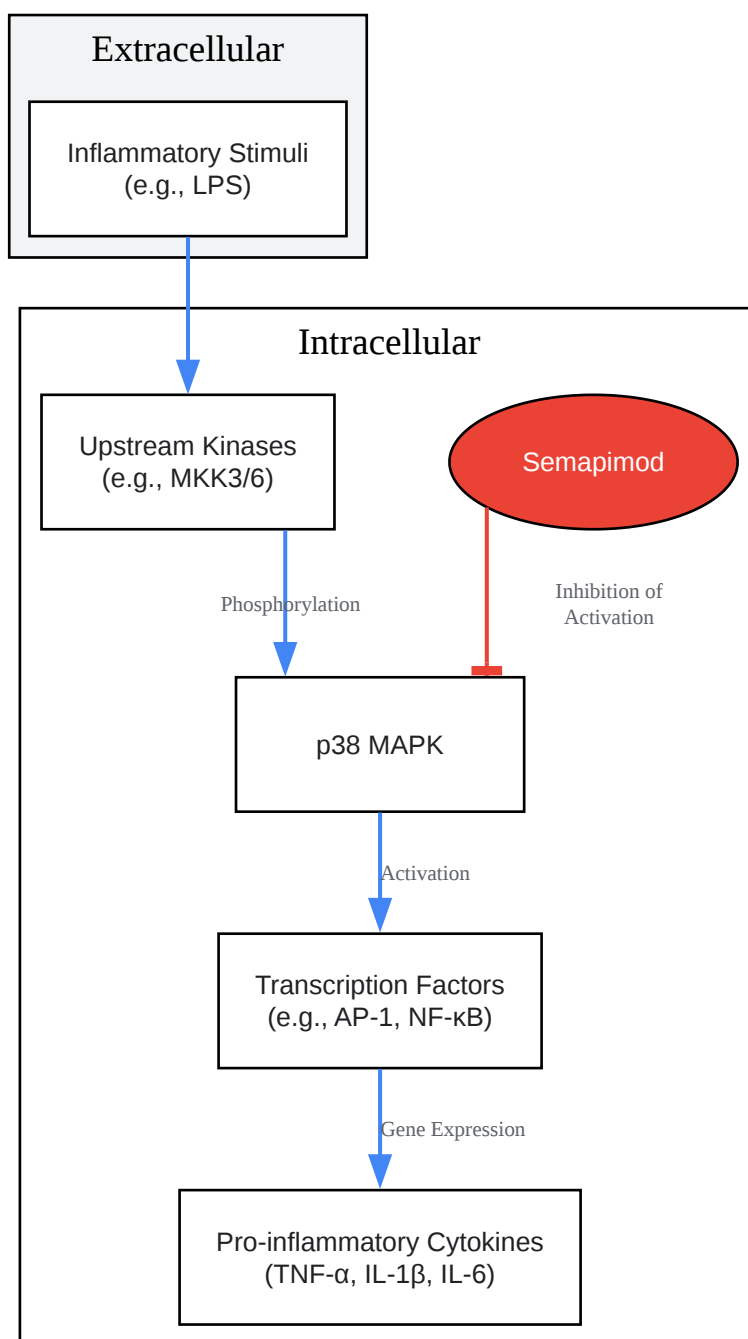 Extracellular
Inflammatory Stimuli
(e.g., LPS)
Intracellular
Upstream Kinases
(e.g., MKK3/6)
Semapimod
Phosphorylation
Inhibition of
Activation
p38 MAPK
Activation
Transcription Factors
(e.g., AP-1, NF-κB)
Gene Expression
Pro-inflammatory Cytokines
(TNF-α, IL-1β, IL-6)